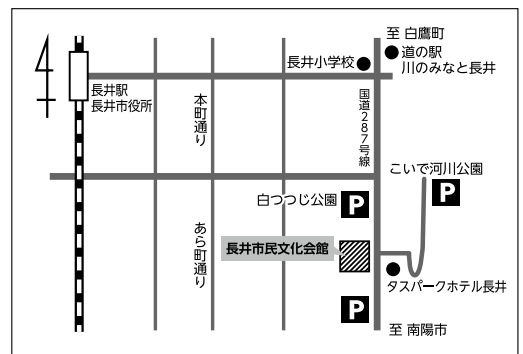 至 白鷹町
道の駅
川のみなと長井
長井小学校
長井駅
長井市役所
本町通り
国道287号線
こいで河川公園
P
白つつじ公園
P
あら町通り
長井市民文化会館
タスパークホテル長井
P
至 南陽市